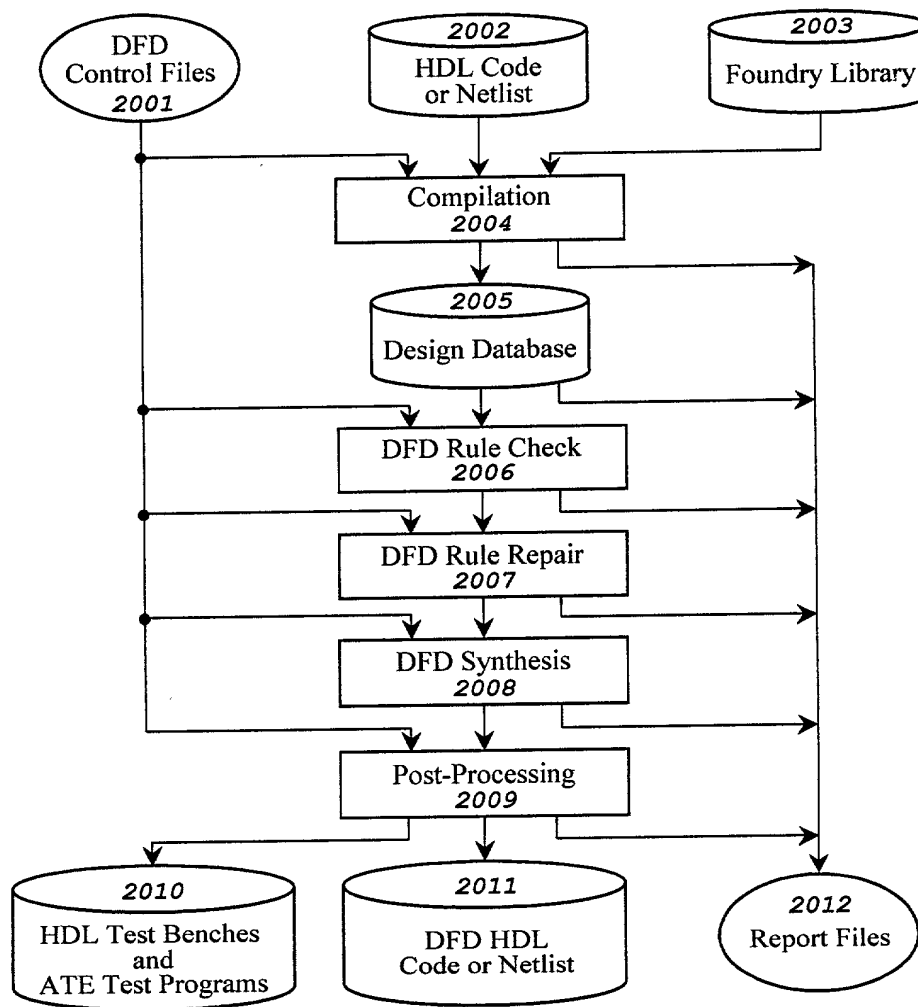 DFD
Control Files
2001
2002
HDL Code
or Netlist
2003
Foundry Library
Compilation
2004
2005
Design Database
DFD Rule Check
2006
DFD Rule Repair
2007
DFD Synthesis
2008
Post-Processing
2009
2010
HDL Test Benches
and
ATE Test Programs
2011
DFD HDL
Code or Netlist
2012
Report Files